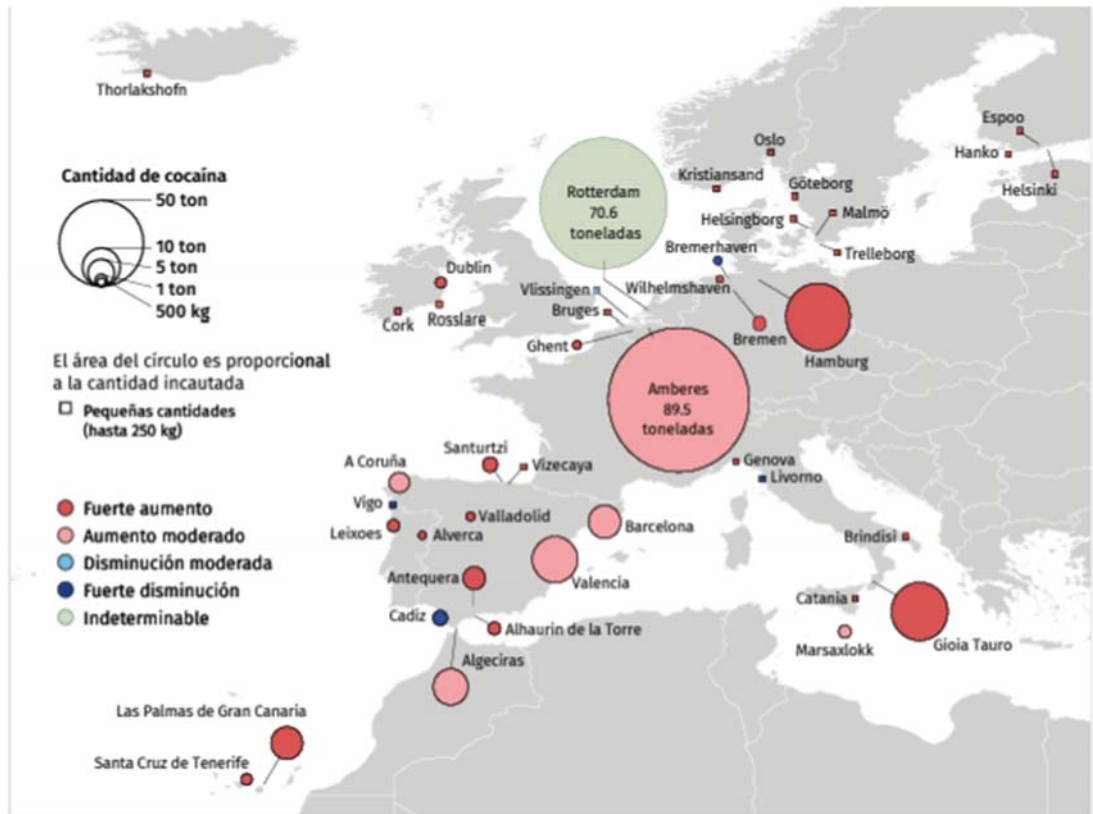 Thorlakshofn
Espoo
Oslo
Hanko
Cantidad de cocaína
Kristiansand
Göteborg
Helsinki
50 ton
Rotterdam
70.6
toneladas
Helsingborg
Malmö
10 ton
Bremerhaven
Trelleborg
5 ton
Dublin
1 ton
Vlissingen
Wilhelmshaven
500 kg
Cork
Rosslare
Bruges
Ghent
Bremen
Hamburg
El área del círculo es proporcional
a la cantidad incautada
Pequeñas cantidades
(hasta 250 kg)
Amberes
89.5
toneladas
Santurtzi
A Coruña
Vizecaya
Genova
Livorno
Vigo
Fuerte aumento
Valladolid
Barcelona
Leixoes
Alverca
Brindisi
Aumento moderado
Disminución moderada
Antequera
Valencia
Fuerte disminución
Catania
Indeterminable
Cadíz
Alhaurin de la Torre
Marsaxlokk
Gioia Tauro
Algeciras
Las Palmas de Gran Canaria
Santa Cruz de Tenerife